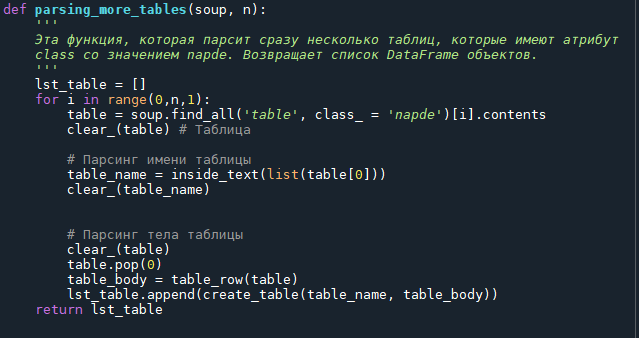 def parsing_more_tables(soup, n):
'''
Эта функция, которая парсит сразу несколько таблиц, которые имеют атрибут
class со значением napde. Возвращает список DataFrame объектов.
'''
lst_table = []
for i in range(0,n,1):
table = soup.find_all('table', class_ = 'napde')[i].contents
clear_(table) # Таблица
# Парсинг имени таблицы
table_name = inside_text(list(table[0]))
clear_(table_name)
# Парсинг тела таблицы
clear_(table)
table.pop(0)
table_body = table_row(table)
lst_table.append(create_table(table_name, table_body))
return lst_table